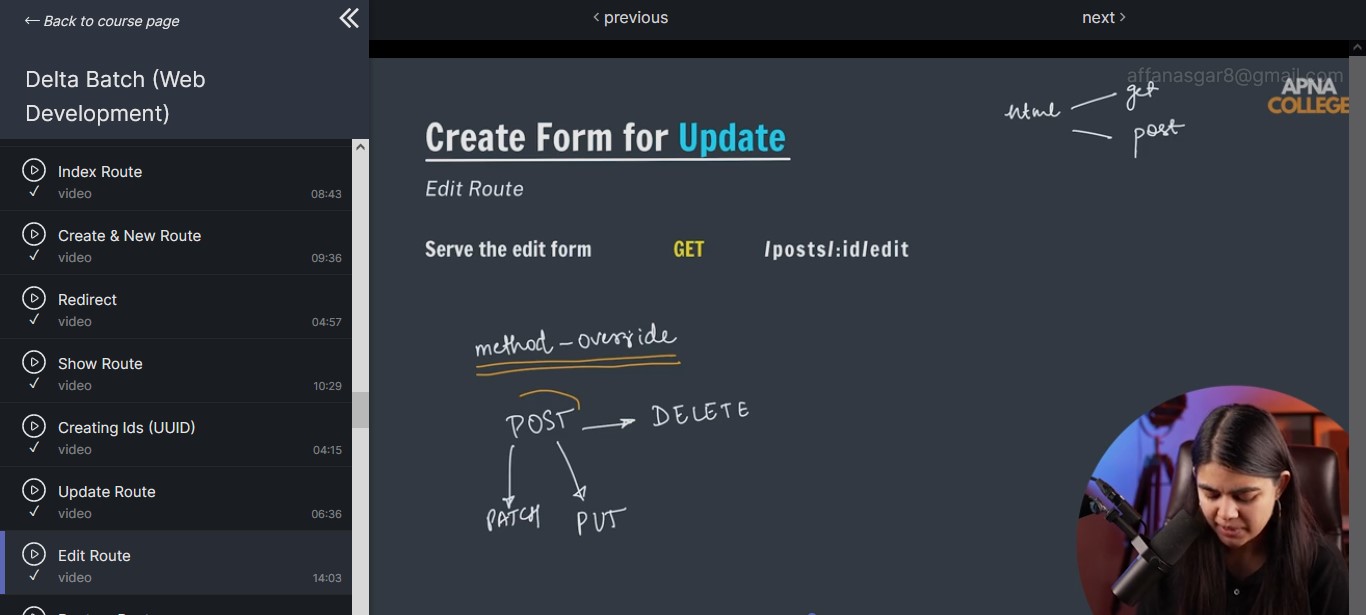 ← Back to course page
Delta Batch (Web
Development)
Index Route
video 08:43
Create & New Route
video 09:36
Redirect
video 04:57
Show Route
video 10:29
Creating Ids (UUID)
video 04:15
Update Route
video 06:36
Edit Route
video 14:03
< previous
next >
affanasgar8@gmail.com
APNA
COLLEGE
html
get
post
Create Form for Update
Edit Route
Serve the edit form GET /posts/:id/edit
method-override
POST → DELETE
PATCH PUT